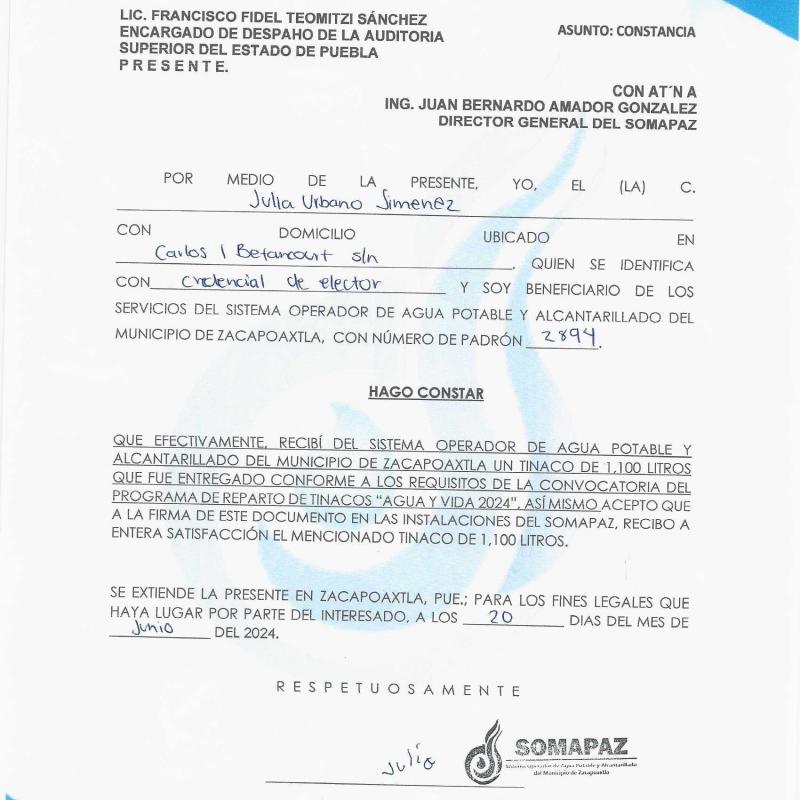 LIC. FRANCISCO FIDEL TEOMITZI SÁNCHEZ
ENCARGADO DE DESPAHO DE LA AUDITORIA
SUPERIOR DEL ESTADO DE PUEBLA
P R E S E N T E.
ASUNTO: CONSTANCIA
CON AT´N A
ING. JUAN BERNARDO AMADOR GONZALEZ
DIRECTOR GENERAL DEL SOMAPAZ
POR MEDIO DE LA PRESENTE, YO, EL (LA) C.
Julia Urbano Jimenez
CON DOMICILIO UBICADO EN
Carlos I Betancourt s/n, QUIEN SE IDENTIFICA
CON credencial de elector Y SOY BENEFICIARIO DE LOS
SERVICIOS DEL SISTEMA OPERADOR DE AGUA POTABLE Y ALCANTARILLADO DEL
MUNICIPIO DE ZACAPOAXTLA, CON NÚMERO DE PADRÓN 2894.
HAGO CONSTAR
QUE EFECTIVAMENTE, RECIBÍ DEL SISTEMA OPERADOR DE AGUA POTABLE Y
ALCANTARILLADO DEL MUNICIPIO DE ZACAPOAXTLA UN TINACO DE 1,100 LITROS
QUE FUE ENTREGADO CONFORME A LOS REQUISITOS DE LA CONVOCATORIA DEL
PROGRAMA DE REPARTO DE TINACOS “AGUA Y VIDA 2024”, ASÍ MISMO ACEPTO QUE
A LA FIRMA DE ESTE DOCUMENTO EN LAS INSTALACIONES DEL SOMAPAZ, RECIBO A
ENTERA SATISFACCIÓN EL MENCIONADO TINACO DE 1,100 LITROS.
SE EXTIENDE LA PRESENTE EN ZACAPOAXTLA, PUE.; PARA LOS FINES LEGALES QUE
HAYA LUGAR POR PARTE DEL INTERESADO, A LOS 20 DIAS DEL MES DE
Junio DEL 2024.
R E S P E T U O S A M E N T E
Julia
SOMAPAZ
Sistema Operador de Agua Potable y Alcantarillado
del Municipio de Zacapoaxtla